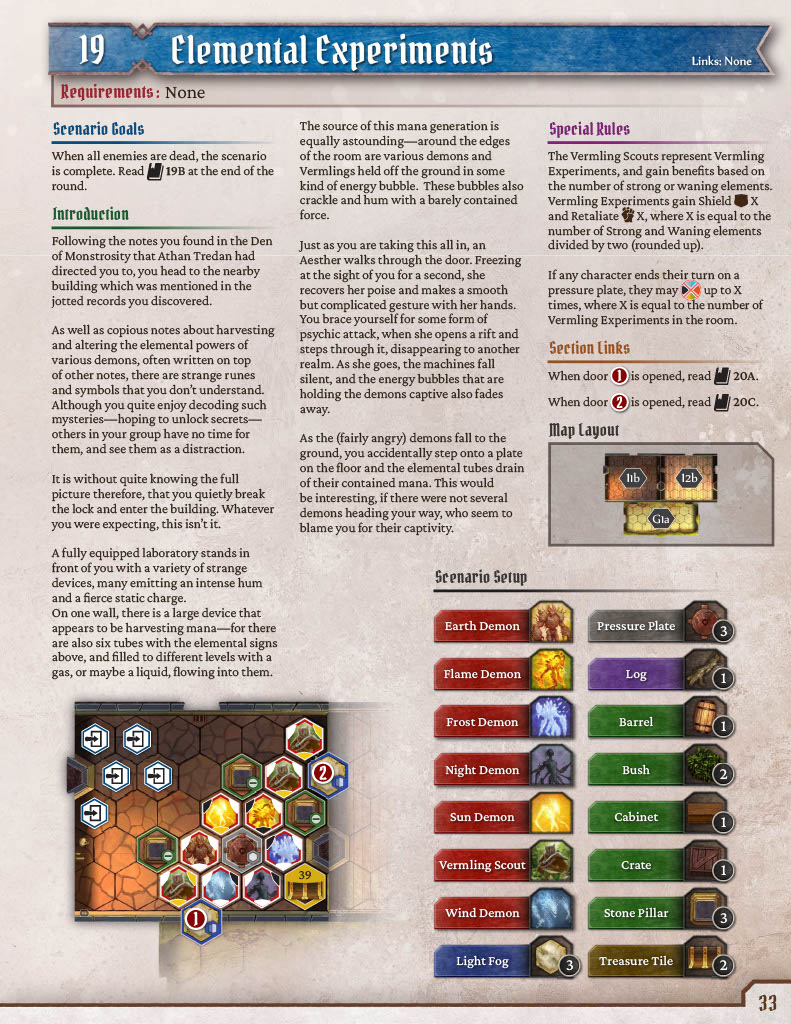 19
Elemental Experiments
Links: None
Requirements: None
Scenario Goals
When all enemies are dead, the scenario
is complete. Read 19B at the end of the
round.
Introduction
Following the notes you found in the Den
of Monstrosity that Athan Tredan had
directed you to, you head to the nearby
building which was mentioned in the
jotted records you discovered.
As well as copious notes about harvesting
and altering the elemental powers of
various demons, often written on top
of other notes, there are strange runes
and symbols that you don't understand.
Although you quite enjoy decoding such
mysteries—hoping to unlock secrets—
others in your group have no time for
them, and see them as a distraction.
It is without quite knowing the full
picture therefore, that you quietly break
the lock and enter the building. Whatever
you were expecting, this isn't it.
A fully equipped laboratory stands in
front of you with a variety of strange
devices, many emitting an intense hum
and a fierce static charge.
On one wall, there is a large device that
appears to be harvesting mana—for there
are also six tubes with the elemental signs
above, and filled to different levels with a
gas, or maybe a liquid, flowing into them.
The source of this mana generation is
equally astounding—around the edges
of the room are various demons and
Vermlings held off the ground in some
kind of energy bubble. These bubbles also
crackle and hum with a barely contained
force.
Just as you are taking this all in, an
Aesther walks through the door. Freezing
at the sight of you for a second, she
recovers her poise and makes a smooth
but complicated gesture with her hands.
You brace yourself for some form of
psychic attack, when she opens a rift and
steps through it, disappearing to another
realm. As she goes, the machines fall
silent, and the energy bubbles that are
holding the demons captive also fades
away.
As the (fairly angry) demons fall to the
ground, you accidentally step onto a plate
on the floor and the elemental tubes drain
of their contained mana. This would
be interesting, if there were not several
demons heading your way, who seem to
blame you for their captivity.
Special Rules
The Vermling Scouts represent Vermling
Experiments, and gain benefits based on
the number of strong or waning elements.
Vermling Experiments gain Shield X
and Retaliate X, where X is equal to the
number of Strong and Waning elements
divided by two (rounded up).
If any character ends their turn on a
pressure plate, they may up to X
times, where X is equal to the number of
Vermling Experiments in the room.
Section Links
When door 1 is opened, read 20A.
When door 2 is opened, read 20C.
Map Layout
I1b
I2b
G1a
Scenario Setup
Earth Demon
Pressure Plate 3
Flame Demon
Log 1
Frost Demon
Barrel 1
Night Demon
Bush 2
Sun Demon
Cabinet 1
Vermling Scout
Crate 1
Wind Demon
Stone Pillar 3
Light Fog 3
Treasure Tile 2
2
39
1
33